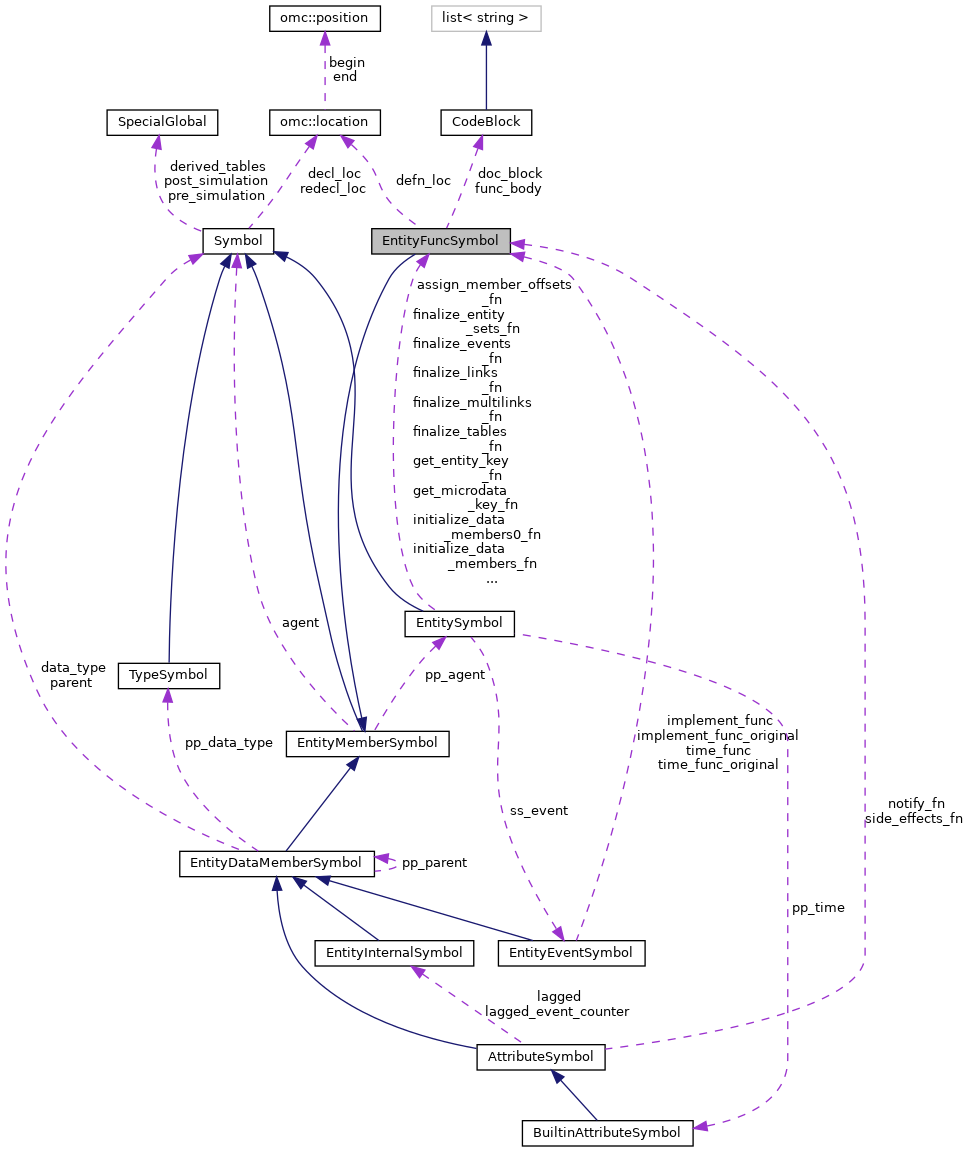 omc::position
list< string >
begin
end
SpecialGlobal
omc::location
CodeBlock
derived_tables
post_simulation
pre_simulation
decl_loc
redecl_loc
defn_loc
doc_block
func_body
Symbol
EntityFuncSymbol
assign_member_offsets
_fn
finalize_entity
_sets_fn
finalize_events
_fn
finalize_links
_fn
finalize_multilinks
_fn
finalize_tables
_fn
get_entity_key
_fn
get_microdata
_key_fn
initialize_data
_members0_fn
initialize_data
_members_fn
...
agent
EntitySymbol
data_type
parent
TypeSymbol
pp_agent
pp_data_type
EntityMemberSymbol
implement_func
implement_func_original
time_func
time_func_original
ss_event
notify_fn
side_effects_fn
EntityDataMemberSymbol
pp_parent
pp_time
EntityInternalSymbol
EntityEventSymbol
lagged
lagged_event_counter
AttributeSymbol
BuiltinAttributeSymbol